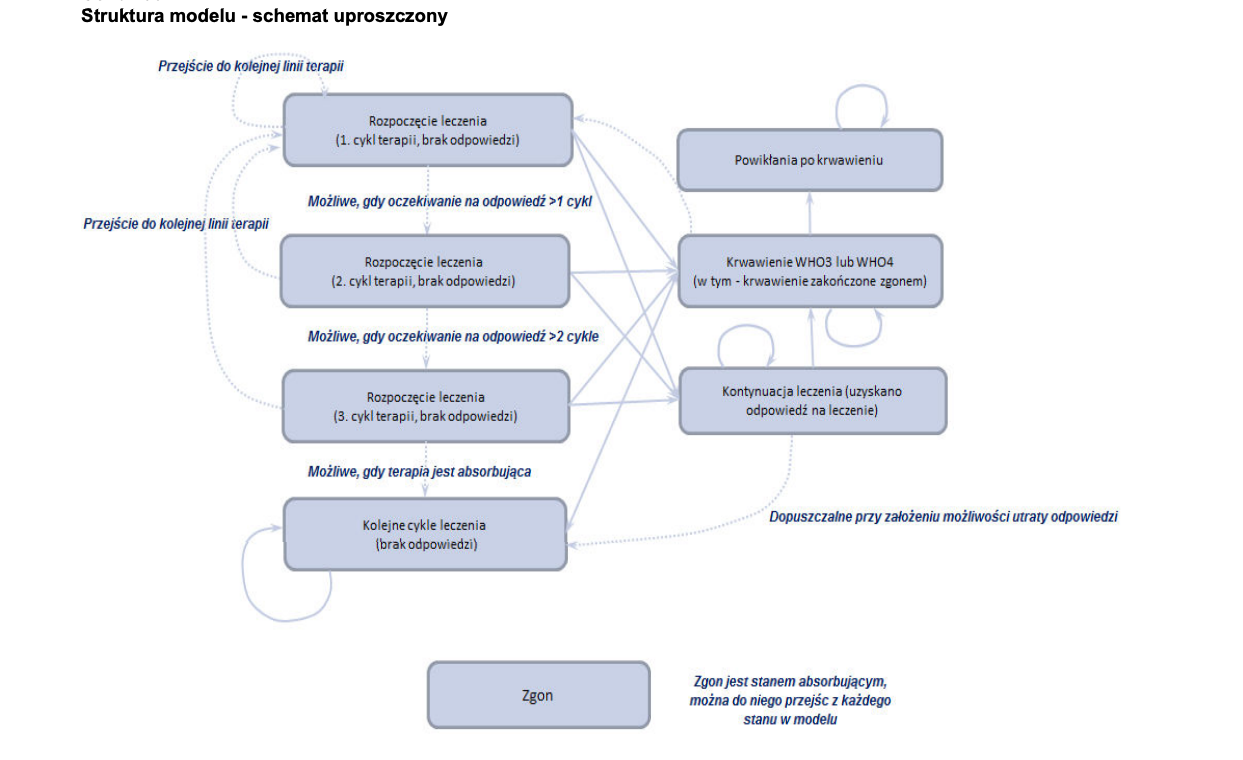 Struktura modelu - schemat uproszczony
Przejście do kolejnej linii terapii
Rozpoczęcie leczenia
(1. cykl terapii, brak odpowiedzi)
Powikłania po krwawieniu
Możliwe, gdy oczekiwanie na odpowiedź >1 cykl
Przejście do kolejnej linii terapii
Rozpoczęcie leczenia
(2. cykl terapii, brak odpowiedzi)
Krwawienie WHO3 lub WHO4
(w tym - krwawienie zakończone zgonem)
Możliwe, gdy oczekiwanie na odpowiedź >2 cykle
Rozpoczęcie leczenia
(3. cykl terapii, brak odpowiedzi)
Kontynuacja leczenia (uzyskano
odpowiedź na leczenie)
Możliwe, gdy terapia jest absorbująca
Kolejne cykle leczenia
(brak odpowiedzi)
Dopuszczalne przy założeniu możliwości utraty odpowiedzi
Zgon
Zgon jest stanem absorbującym,
można do niego przejśc z każdego
stanu w modelu